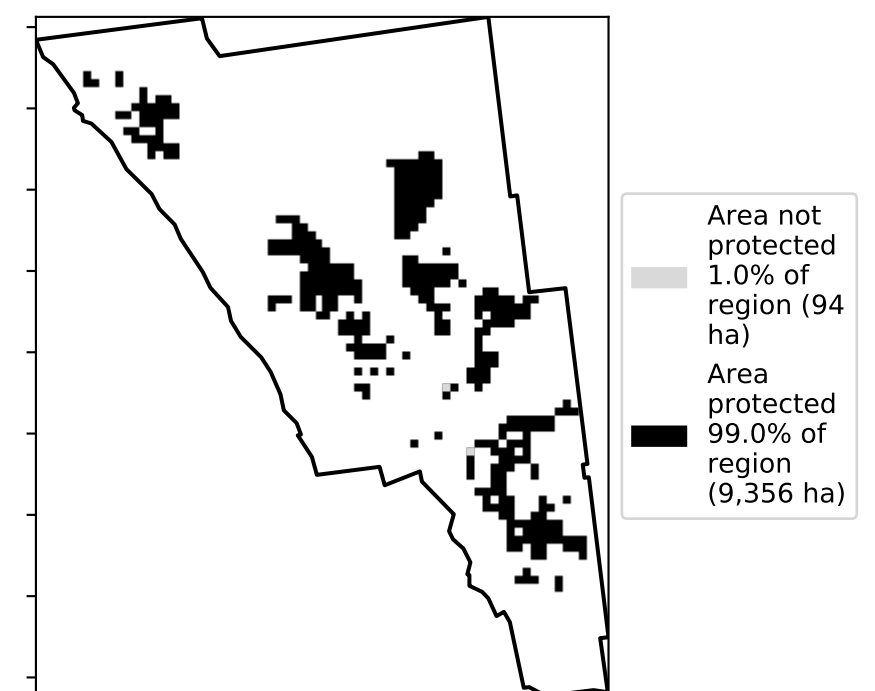 Area not
protected
1.0% of
region (94
ha)
Area
protected
99.0% of
region
(9,356 ha)